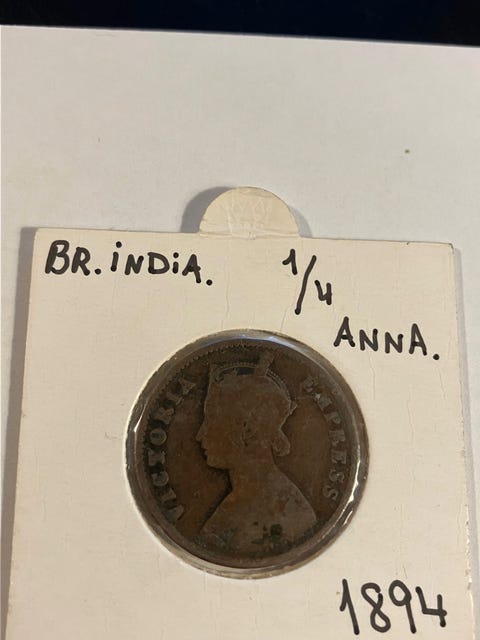 BR. INDIA. 1/4
ANNA.
VICTORIA EMPRESS
1894